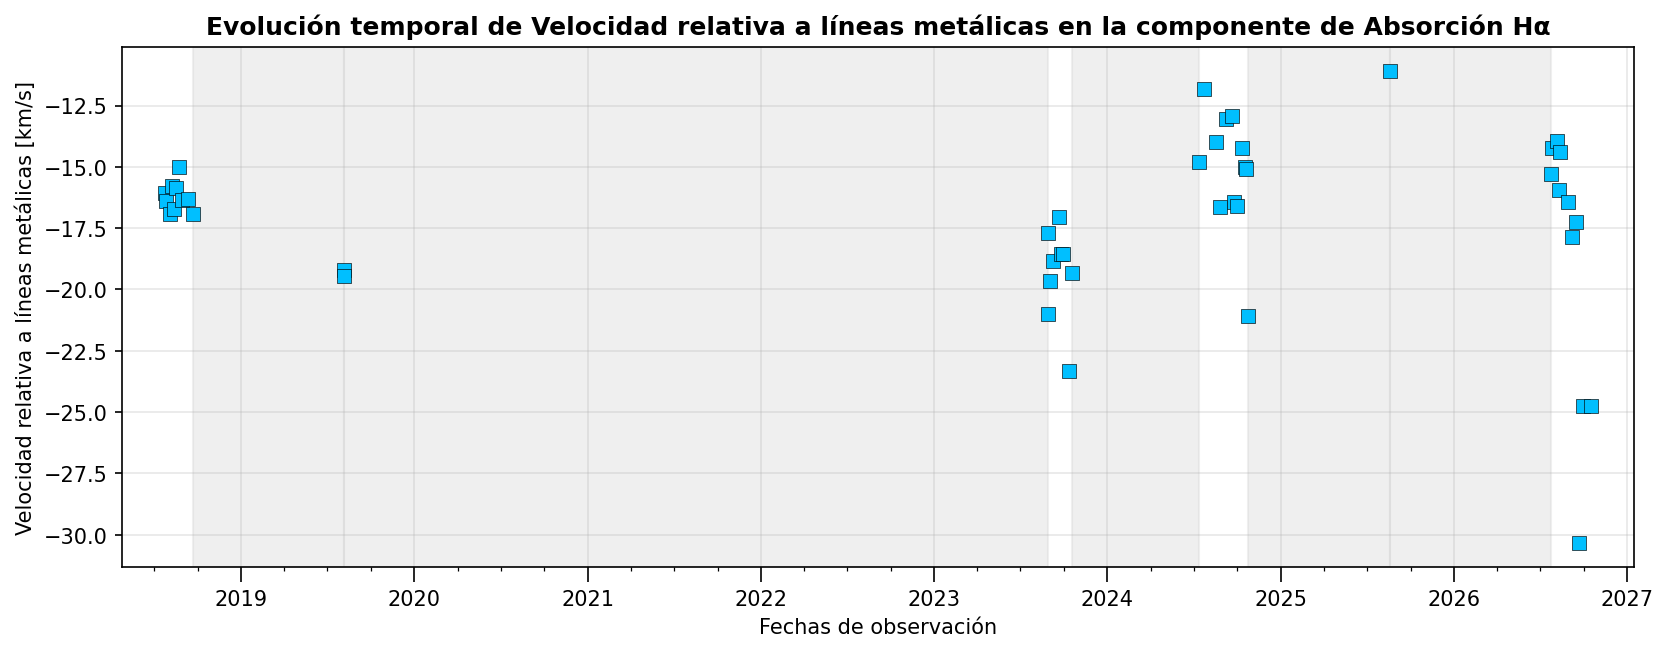 Evolución temporal de Velocidad relativa a líneas metálicas en la componente de Absorción Hα
Velocidad relativa a líneas metálicas [km/s]
−12.5
−15.0
−17.5
−20.0
−22.5
−25.0
−27.5
−30.0
2019 2020 2021 2022 2023 2024 2025 2026 2027
Fechas de observación